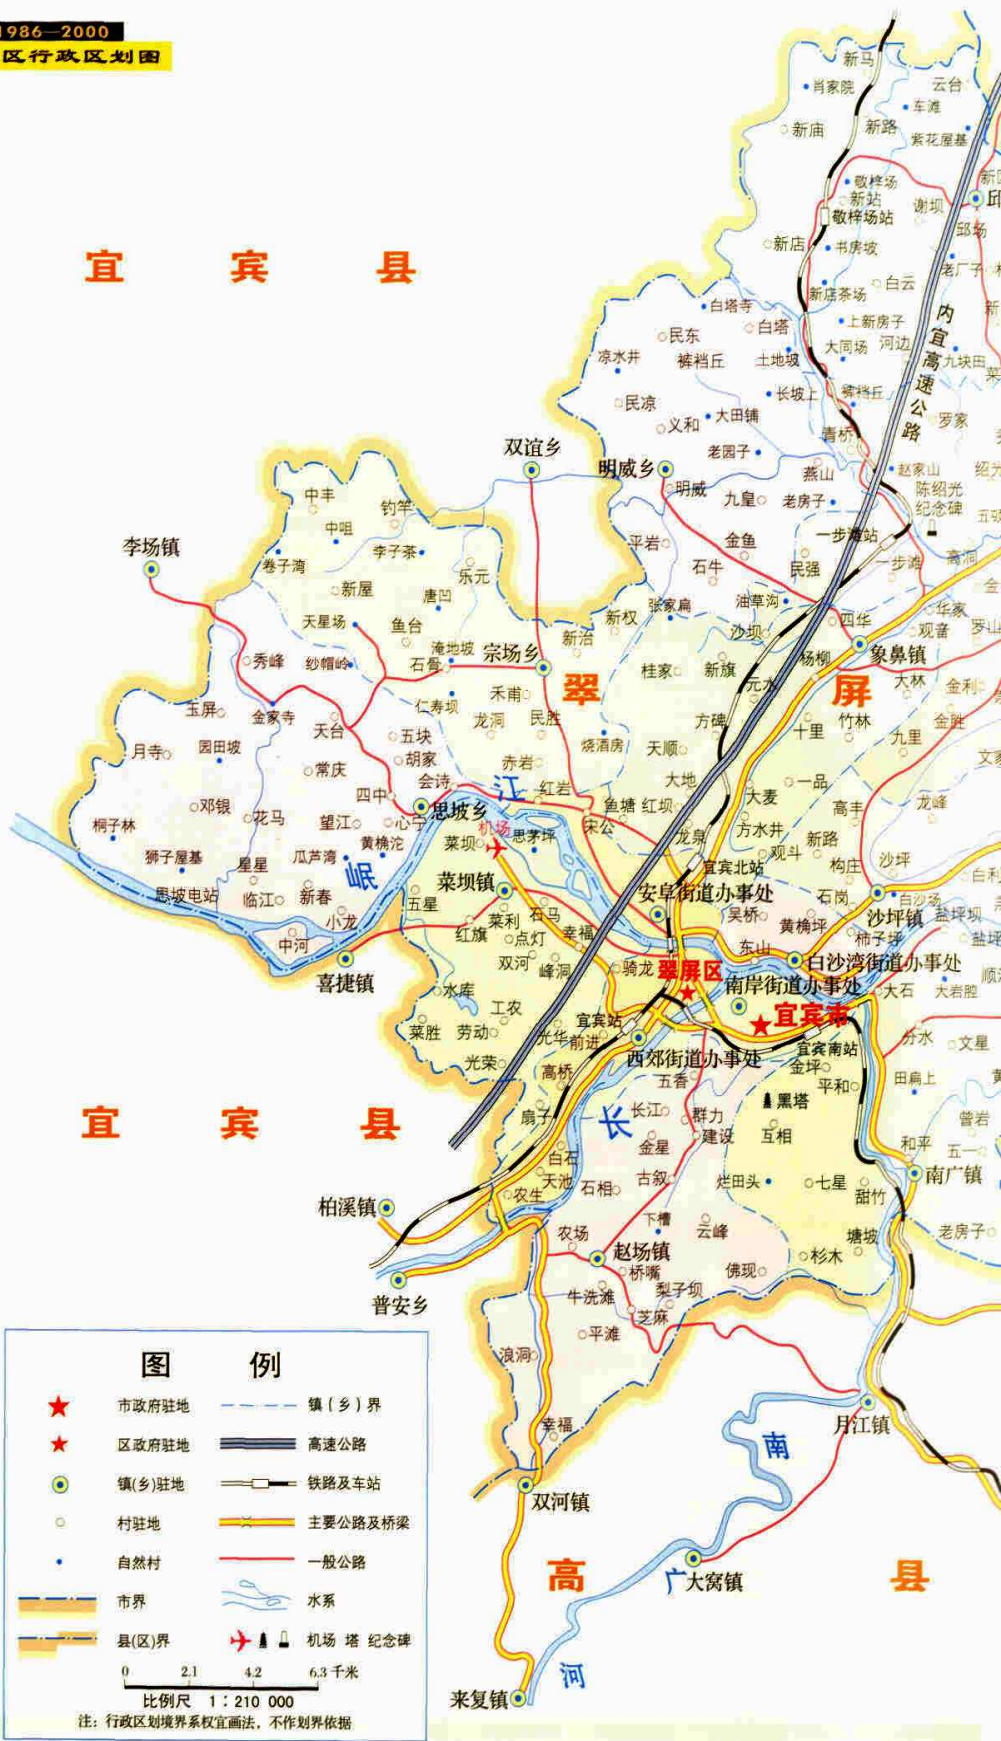 1986—2000
区行政区划图
新马
肖家院
云台
车滩
新庙
新路
紫花屋基
敬梓场
新站
谢坝
敬梓场站
邱场
新店
书房坡
老厂子
宜宾县
新店茶场
白云
白塔寺
上新房子
内宜高速公路
民东
白塔
大同场
河边
凉水井
裤裆丘
土地坡
九块田
民凉
长坡上
裤裆丘
义和
大田铺
罗家
青桥
双谊乡
明威乡
老园子
燕山
赵家山
陈绍光
纪念碑
明威
九皇
老房子
中丰
钓竿
中咀
李子茶
李场镇
卷子湾
平岩
金鱼
一步滩站
石牛
民强
一步滩
高洞
乐元
新屋
唐凹
张家扁
油草沟
华家
天星场
鱼台
新权
沙坝
四华
观音
罗山
新治
秀峰
纱帽岭
淹地坡
石骨
宗场乡
桂家
新旗
杨柳
象鼻镇
翠屏
元水
大林
金利
玉屏
金家寺
仁寿坝
禾甫
龙洞
民胜
方碑
十里
竹林
金胜
月寺
园田坡
天台
五块
胡家
烧酒房
天顺
九里
赤岩
常庆
会诗
江
红岩
大地
一品
邓银
花马
四中
思坡乡
鱼塘
红坝
大麦
高丰
龙峰
桐子林
望江
心宁
机场
思茅坪
宋公
龙泉
方水井
新路
狮子屋基
星星
瓜芦湾
黄桷沱
岷
菜坝
宜宾北站
观斗
构庄
沙坪
思坡电站
临江
新春
菜坝镇
安阜街道办事处
石岗
白沙场
小龙
五星
菜利
石马
吴桥
黄桷坪
沙坪镇
盐坪坝
中河
红旗
点灯
幸福
东山
柿子坪
喜捷镇
双河
峰洞
骑龙
翠屏区
白沙湾街道办事处
水库
南岸街道办事处
大石
大岩腔
工农
宜宾站
宜宾市
菜胜
劳动
光华
前进
西郊街道办事处
宜宾南站
分水
文星
光荣
高桥
五香
金坪
平和
田扁上
宜宾县
扇子
长
长江
群力
黑塔
曾岩
金星
建设
互相
和平
五一
白石
天池
石相
古叙
烂田头
七星
甜竹
南广镇
柏溪镇
农生
下槽
云峰
农场
塘坡
老房子
赵场镇
桥嘴
佛现
杉木
普安乡
牛洗滩
梨子坝
芝麻
平滩
浪洞
图例
市政府驻地
镇(乡)界
区政府驻地
高速公路
镇(乡)驻地
铁路及车站
村驻地
主要公路及桥梁
自然村
一般公路
市界
水系
县(区)界
机场 塔 纪念碑
0 2.1 4.2 6.3 千米
比例尺 1:210 000
注：行政区划境界系权宜画法，不作划界依据
幸福
月江镇
南
双河镇
高县
广
大窝镇
河
来复镇